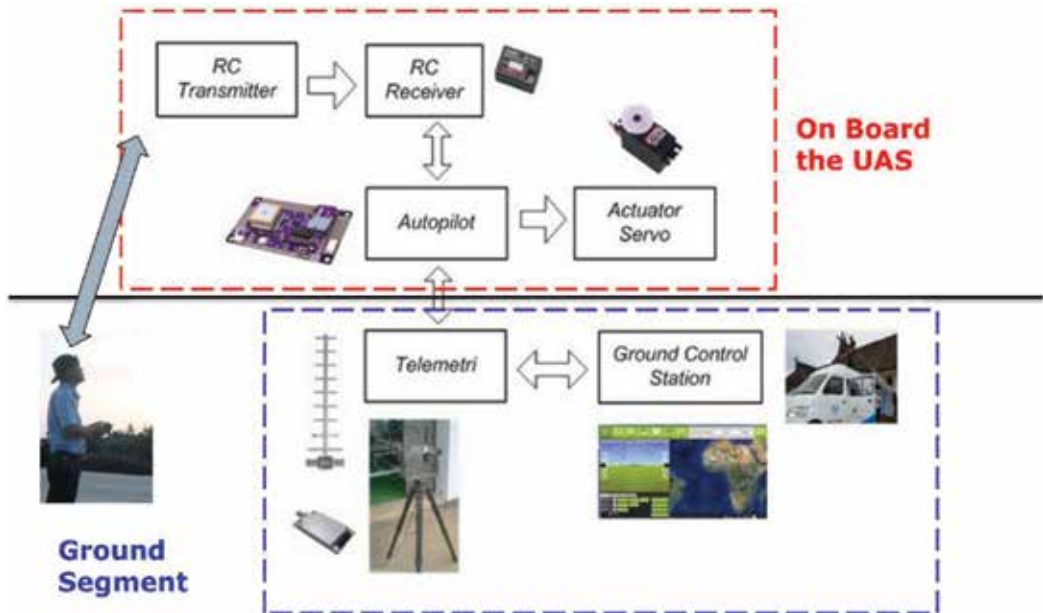 RC
Transmitter
RC
Receiver
On Board
the UAS
Autopilot
Actuator
Servo
Telemetri
Ground Control
Station
Ground
Segment